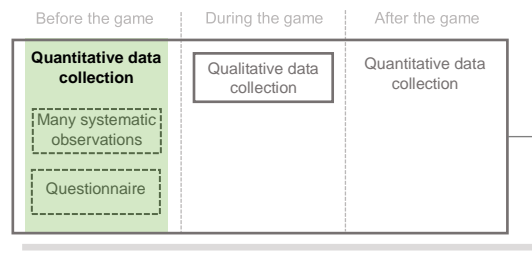 Before the game
During the game
After the game
Quantitative data
collection
Many systematic
observations
Questionnaire
Qualitative data
collection
Quantitative data
collection